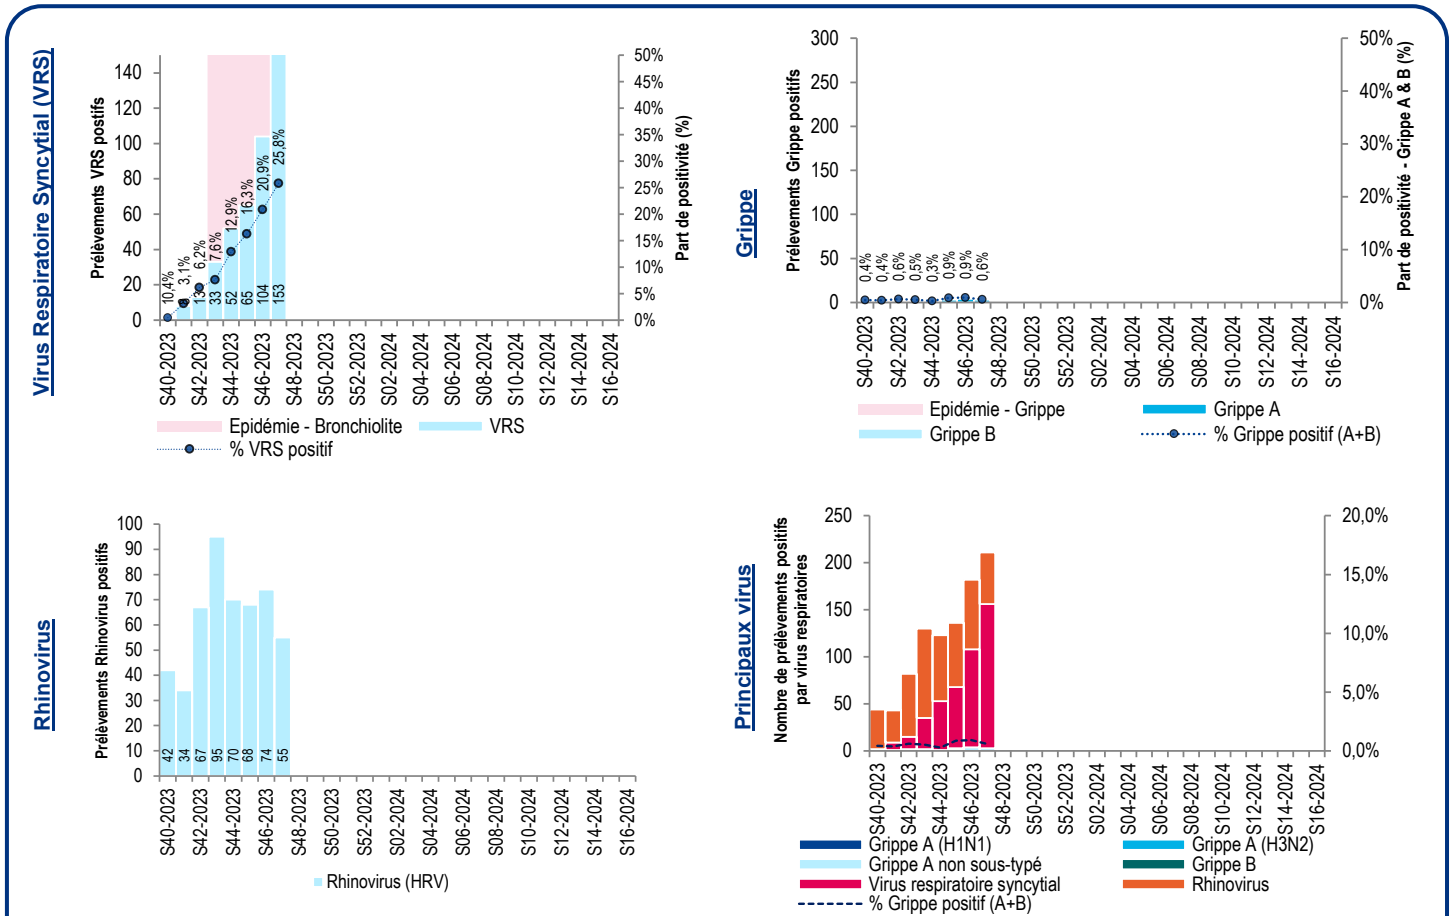 Virus Respiratoire Syncytial (VRS)
Prélèvements VRS postifs
140
120
100
80
60
40
20
0
50%
45%
40%
35%
30%
25%
20%
15%
10%
5%
0%
Part de positivité (%)
10,4%
3,1%
6,2%
7,6%
12,9%
16,3%
20,9%
25,8%
13
33
52
65
104
153
S40-2023
S42-2023
S44-2023
S46-2023
S48-2023
S50-2023
S52-2023
S02-2024
S04-2024
S06-2024
S08-2024
S10-2024
S12-2024
S14-2024
S16-2024
Epidémie - Bronchiolite
VRS
% VRS positif
Grippe
Prélevements Grippe positifs
300
250
200
150
100
50
0
50%
40%
30%
20%
10%
0%
Part de positivité - Grippe A & B (%)
0,4%
0,4%
0,6%
0,5%
0,3%
0,9%
0,9%
0,6%
S40-2023
S42-2023
S44-2023
S46-2023
S48-2023
S50-2023
S52-2023
S02-2024
S04-2024
S06-2024
S08-2024
S10-2024
S12-2024
S14-2024
S16-2024
Epidémie - Grippe
Grippe A
Grippe B
% Grippe positif (A+B)
Rhinovirus
Prélèvements Rhinovirus positifs
100
90
80
70
60
50
40
30
20
10
0
42
34
67
95
70
68
74
55
S40-2023
S42-2023
S44-2023
S46-2023
S48-2023
S50-2023
S52-2023
S02-2024
S04-2024
S06-2024
S08-2024
S10-2024
S12-2024
S14-2024
S16-2024
Rhinovirus (HRV)
Principaux virus
Nombre de prélèvements positifs
par virus respiratoires
250
200
150
100
50
0
20,0%
15,0%
10,0%
5,0%
0,0%
S40-2023
S42-2023
S44-2023
S46-2023
S48-2023
S50-2023
S52-2023
S02-2024
S04-2024
S06-2024
S08-2024
S10-2024
S12-2024
S14-2024
S16-2024
Grippe A (H1N1)
Grippe A (H3N2)
Grippe A non sous-typé
Grippe B
Virus respiratoire syncytial
Rhinovirus
% Grippe positif (A+B)